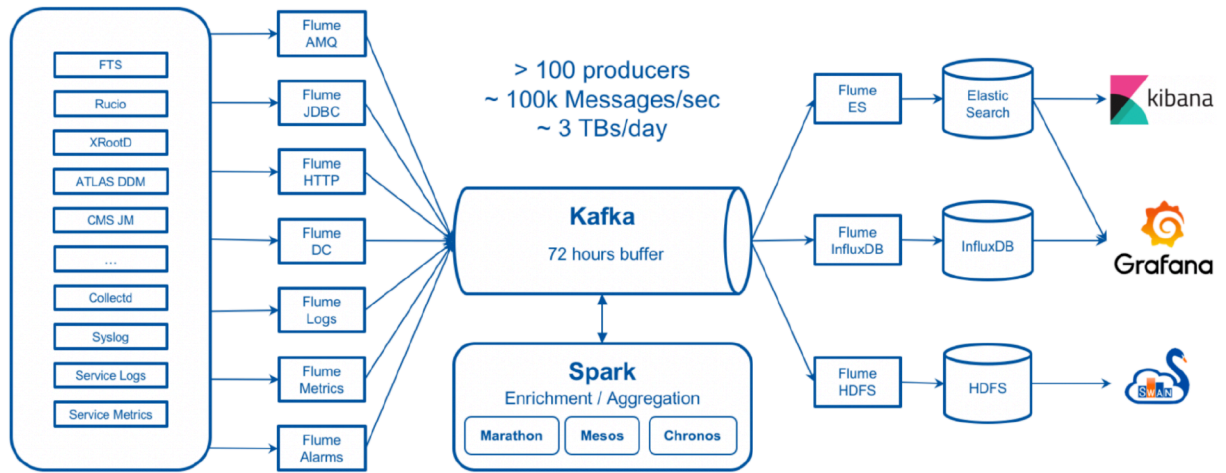 FTS
Rucio
XRootD
ATLAS DDM
CMS JM
...
Collectd
Syslog
Service Logs
Service Metrics
Flume
AMQ
Flume
JDBC
Flume
HTTP
Flume
DC
Flume
Logs
Flume
Metrics
Flume
Alarms
> 100 producers
~ 100k Messages/sec
~ 3 TBs/day
Kafka
72 hours buffer
Spark
Enrichment / Aggregation
Marathon
Mesos
Chronos
Flume
ES
Elastic
Search
kibana
Flume
InfluxDB
InfluxDB
Grafana
Flume
HDFS
HDFS
SWAN